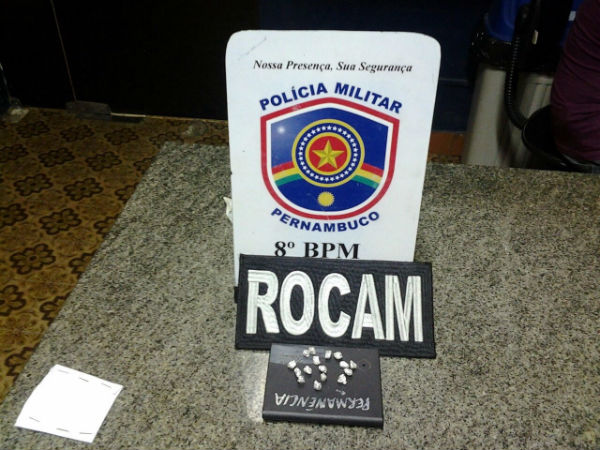 Nossa Presença, Sua Segurança
POLÍCIA MILITAR
PERNAMBUCO
8º BPM
ROCAM
PERMANÊNCIA